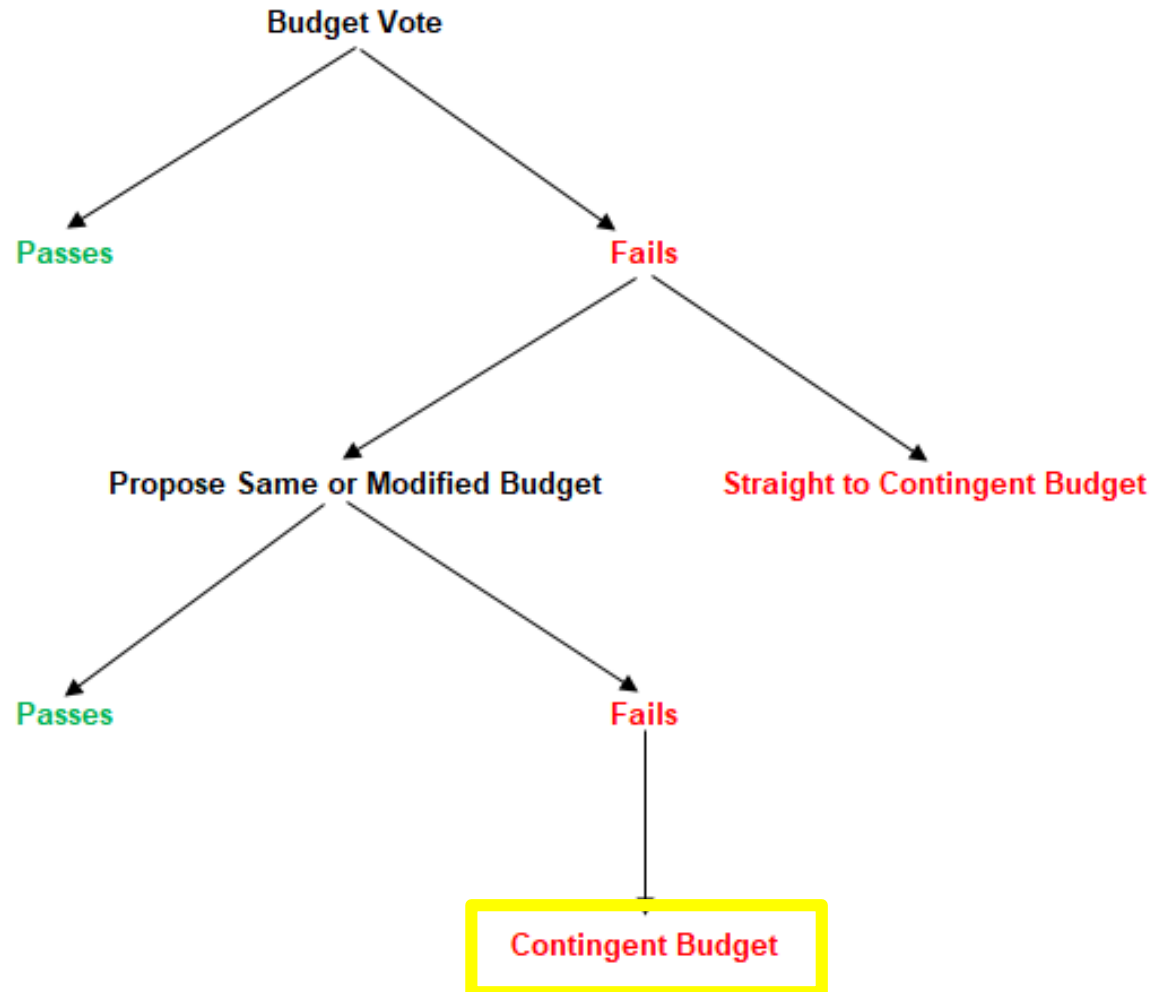 Budget Vote
Passes
Fails
Propose Same or Modified Budget
Straight to Contingent Budget
Passes
Fails
Contingent Budget